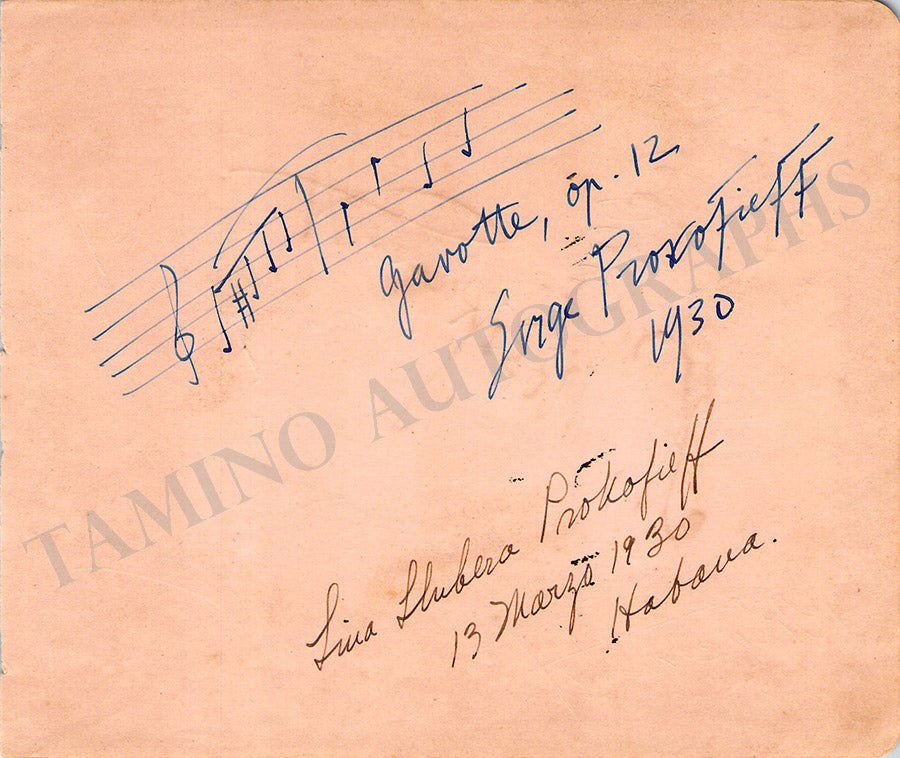 Gavotte, op. 12
Serge Prokofieff
1930
TAMINO AUTOGRAPHS
Lina Llubera Prokofieff
13 Marzo 1930
Habana.